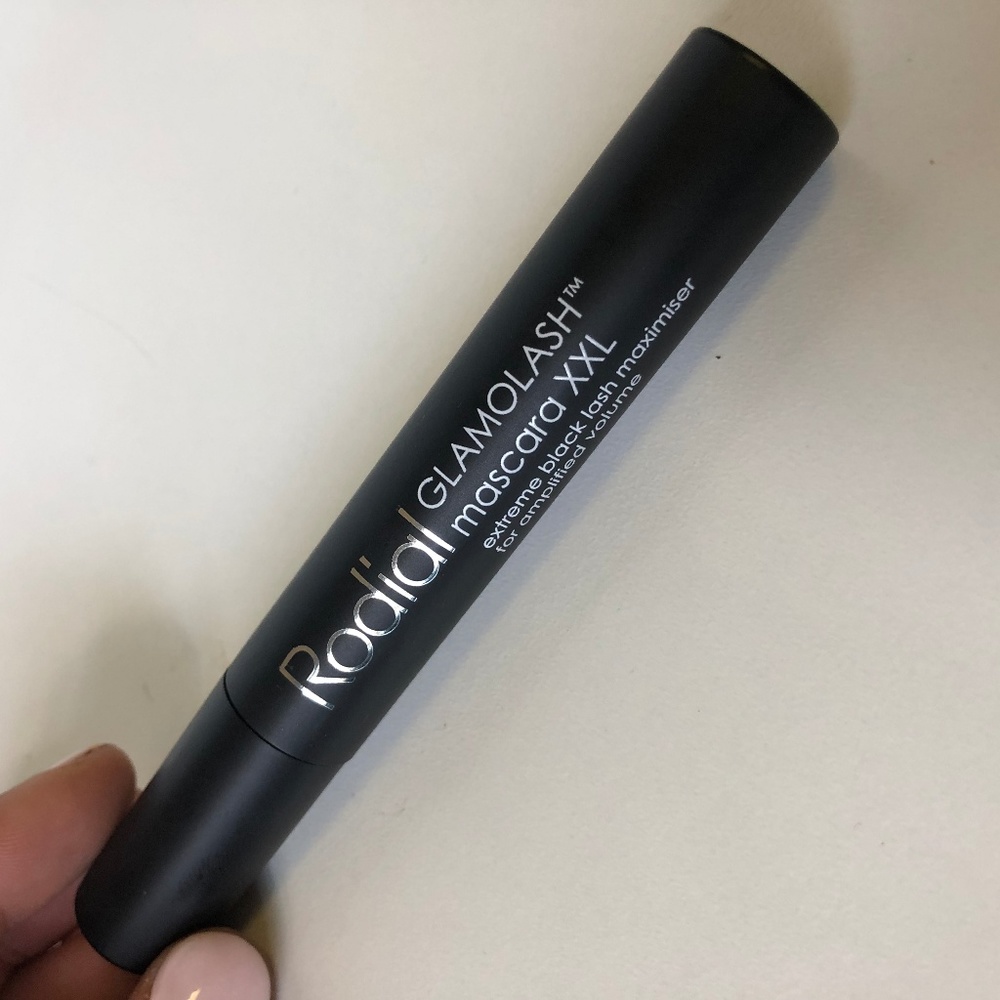 Rodial
GLAMOLASH™
mascara XXL
extreme black lash maximiser
for amplified volume